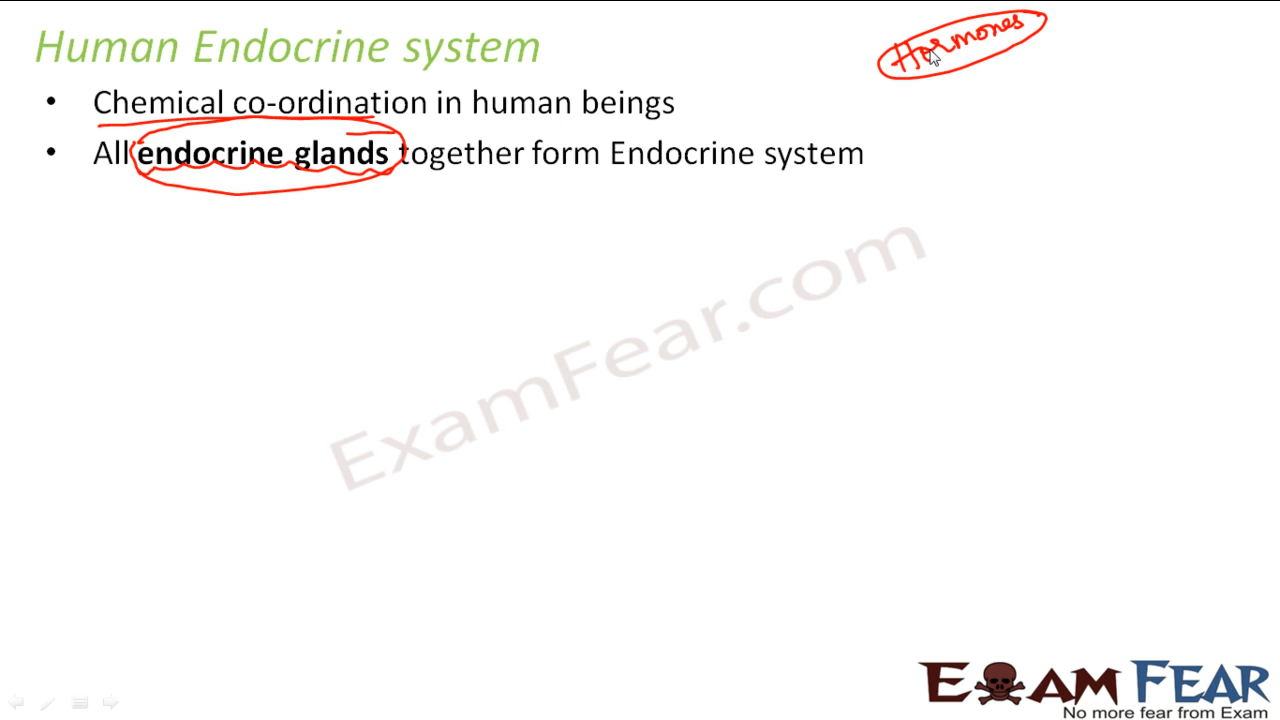 Human Endocrine system
Hormones
• Chemical co-ordination in human beings
• All endocrine glands together form Endocrine system
ExamFear.com
EXAM FEAR
No more fear from Exam